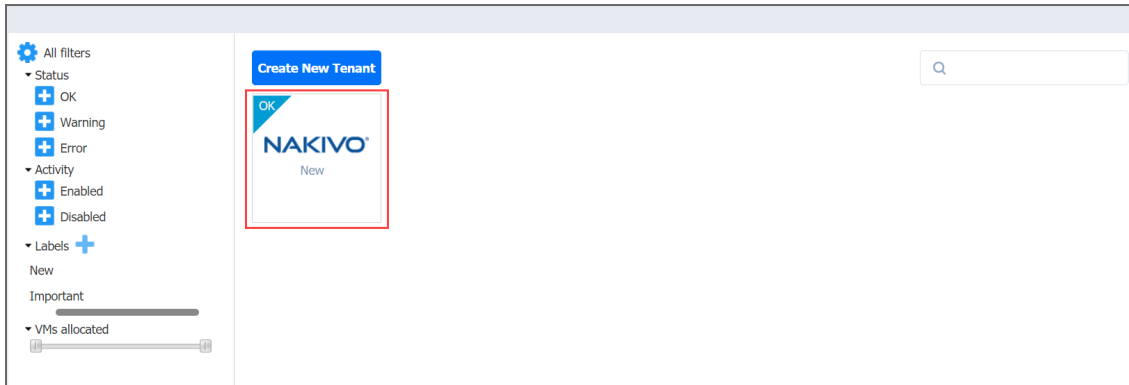 All filters
Status
OK
Warning
Error
Activity
Enabled
Disabled
Labels
New
Important
VMs allocated
Create New Tenant
OK
NAKIVO®
New